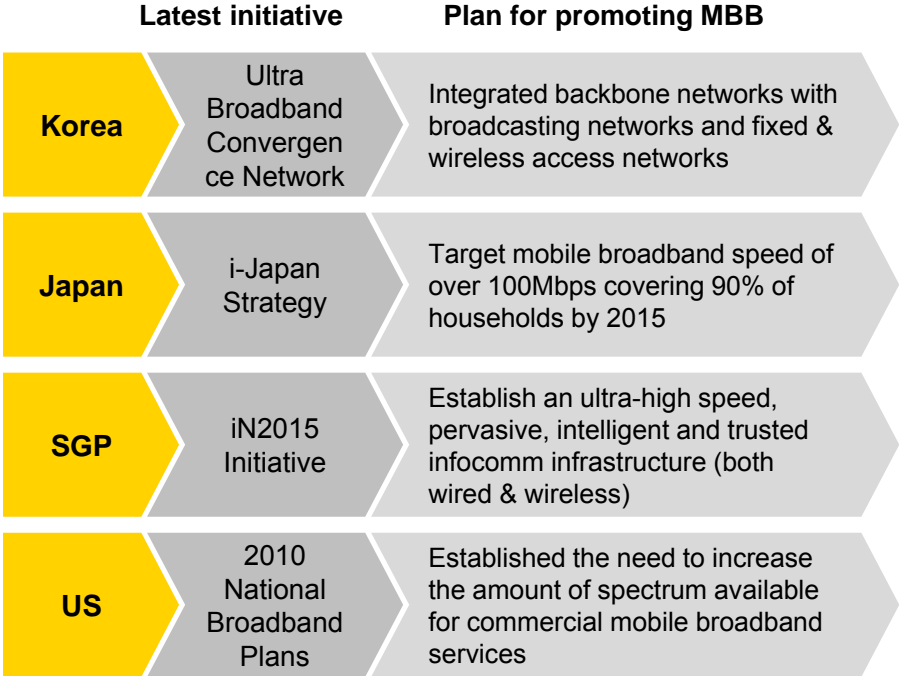 Latest initiative
Plan for promoting MBB
Korea
Ultra
Broadband
Convergen
ce Network
Integrated backbone networks with
broadcasting networks and fixed &
wireless access networks
Japan
i-Japan
Strategy
Target mobile broadband speed of
over 100Mbps covering 90% of
households by 2015
SGP
iN2015
Initiative
Establish an ultra-high speed,
pervasive, intelligent and trusted
infocomm infrastructure (both
wired & wireless)
US
2010
National
Broadband
Plans
Established the need to increase
the amount of spectrum available
for commercial mobile broadband
services